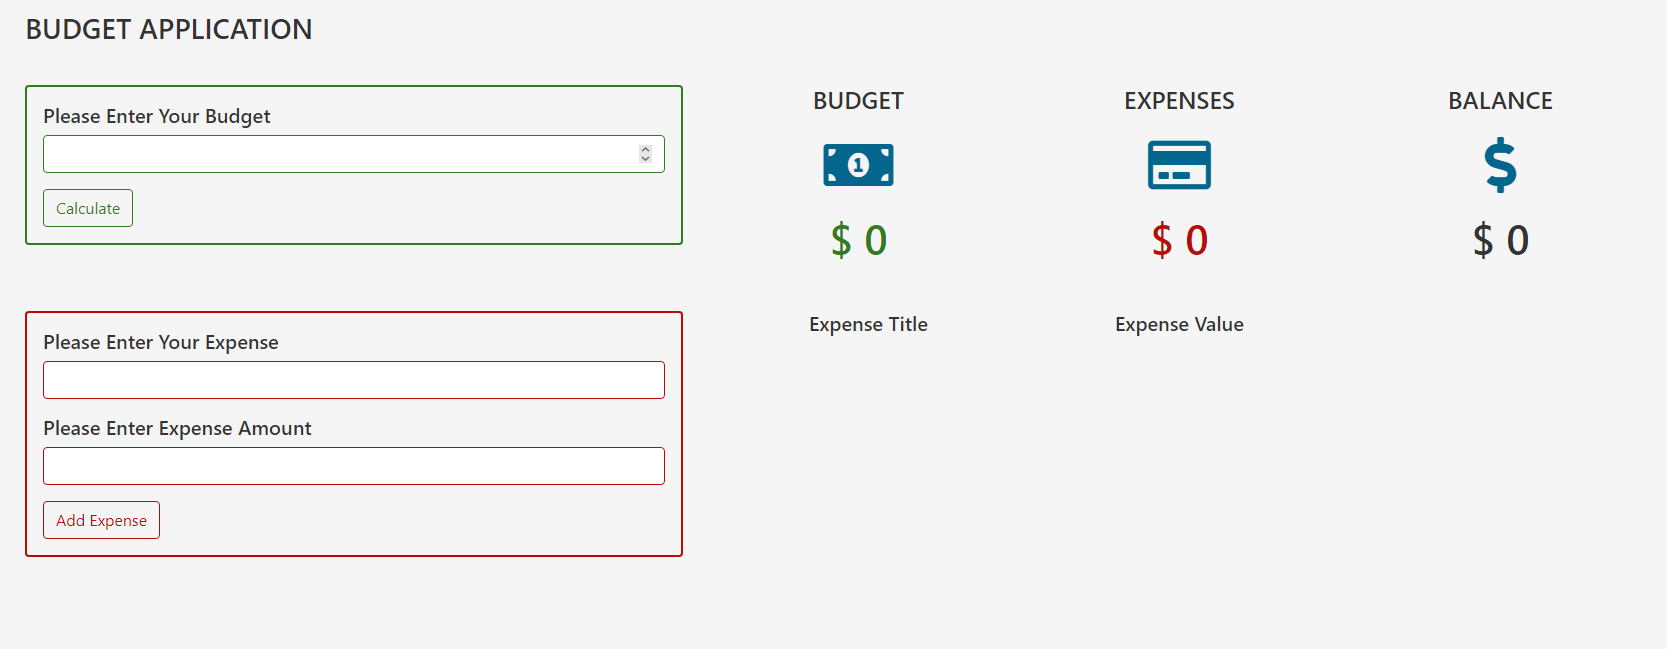 BUDGET APPLICATION
Please Enter Your Budget
Calculate
BUDGET
1
$ 0
EXPENSES
$ 0
BALANCE
$
$ 0
Please Enter Your Expense
Please Enter Expense Amount
Add Expense
Expense Title
Expense Value